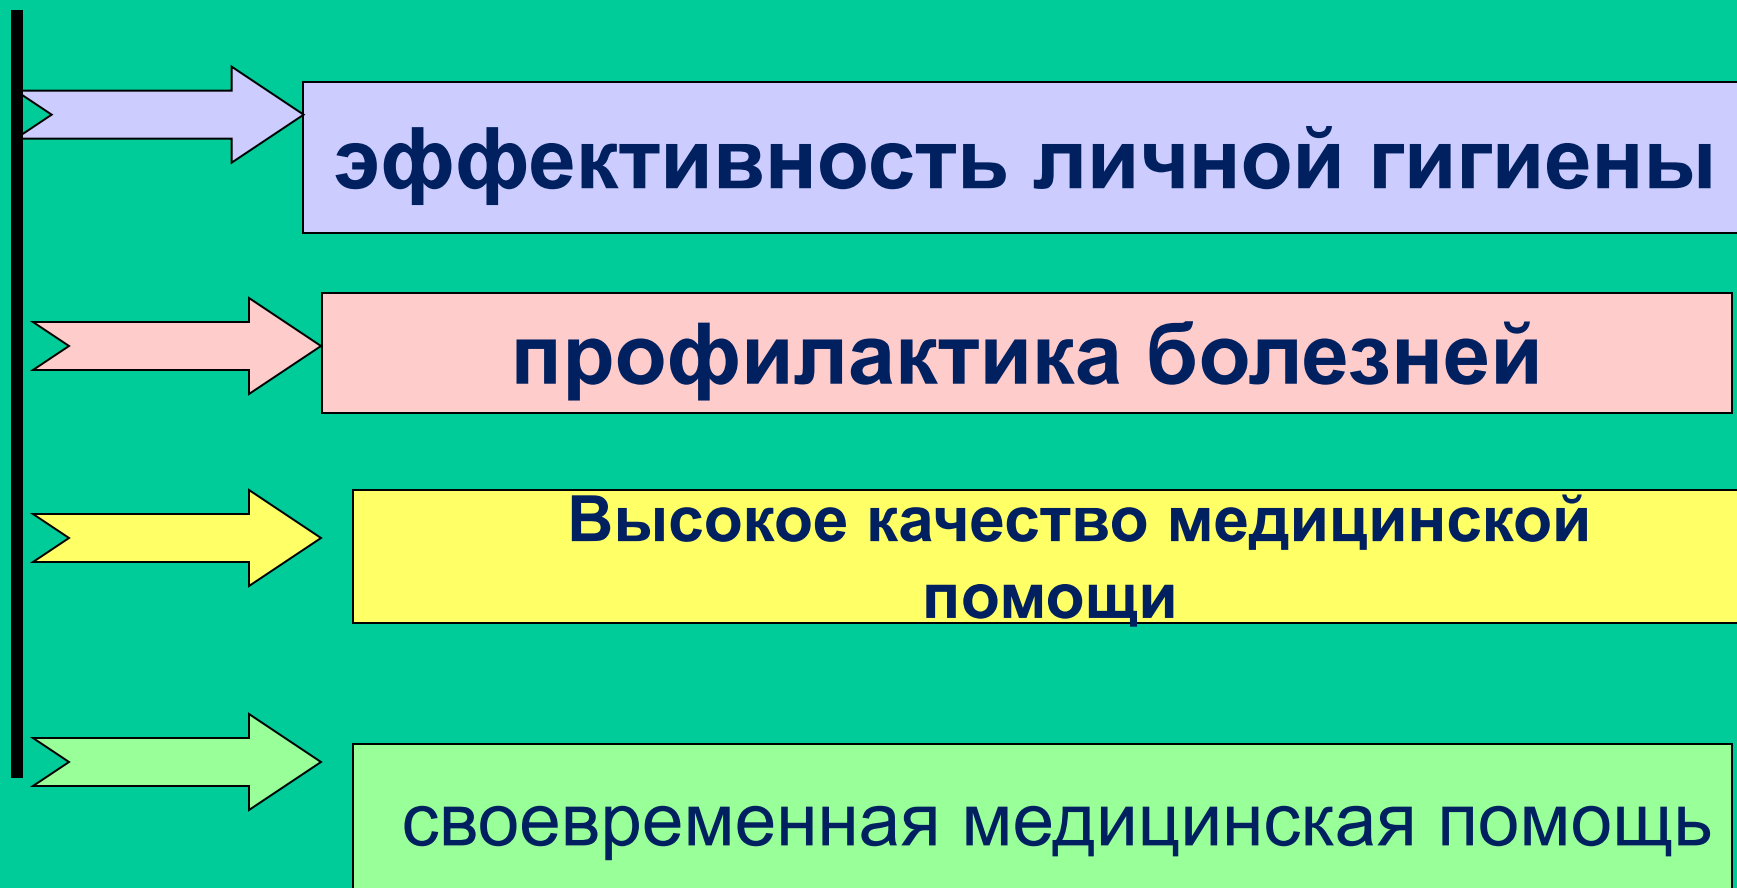 эффективность личной гигиены
профилактика болезней
Высокое качество медицинской
помощи
своевременная медицинская помощь